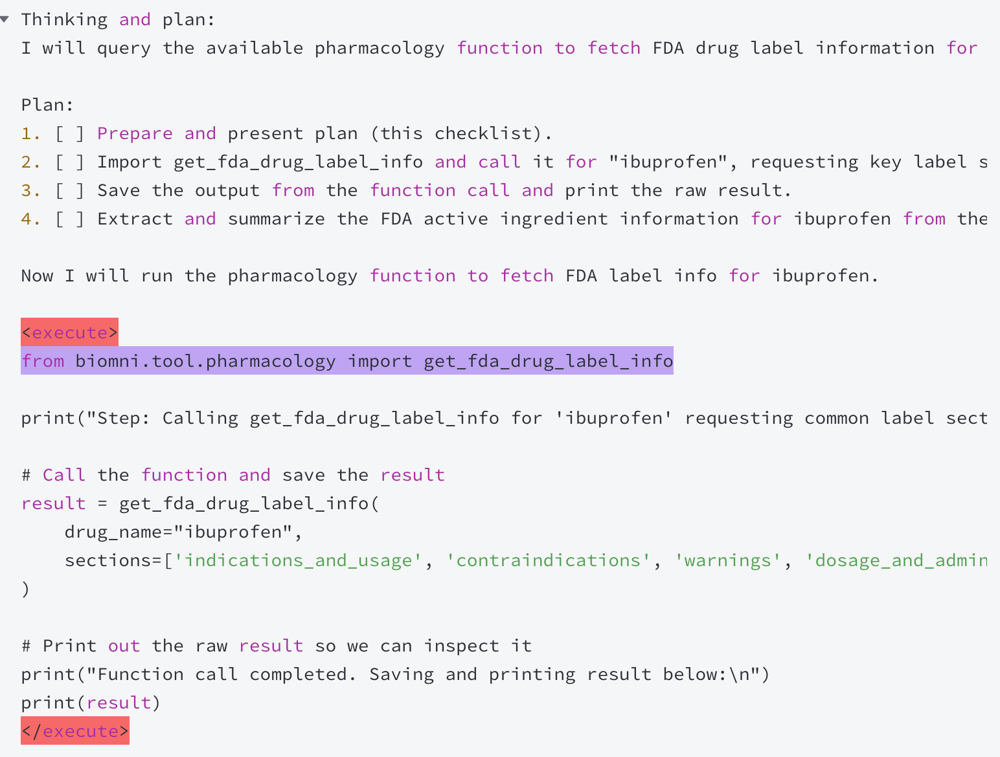 Thinking and plan:
I will query the available pharmacology function to fetch FDA drug label information for
Plan:
1. [ ] Prepare and present plan (this checklist).
2. [ ] Import get_fda_drug_label_info and call it for "ibuprofen", requesting key label s
3. [ ] Save the output from the function call and print the raw result.
4. [ ] Extract and summarize the FDA active ingredient information for ibuprofen from the
Now I will run the pharmacology function to fetch FDA label info for ibuprofen.
<execute>
from biomni.tool.pharmacology import get_fda_drug_label_info
print("Step: Calling get_fda_drug_label_info for 'ibuprofen' requesting common label sect
# Call the function and save the result
result = get_fda_drug_label_info(
    drug_name="ibuprofen",
    sections=['indications_and_usage', 'contraindications', 'warnings', 'dosage_and_admin
)
# Print out the raw result so we can inspect it
print("Function call completed. Saving and printing result below:\n")
print(result)
</execute>